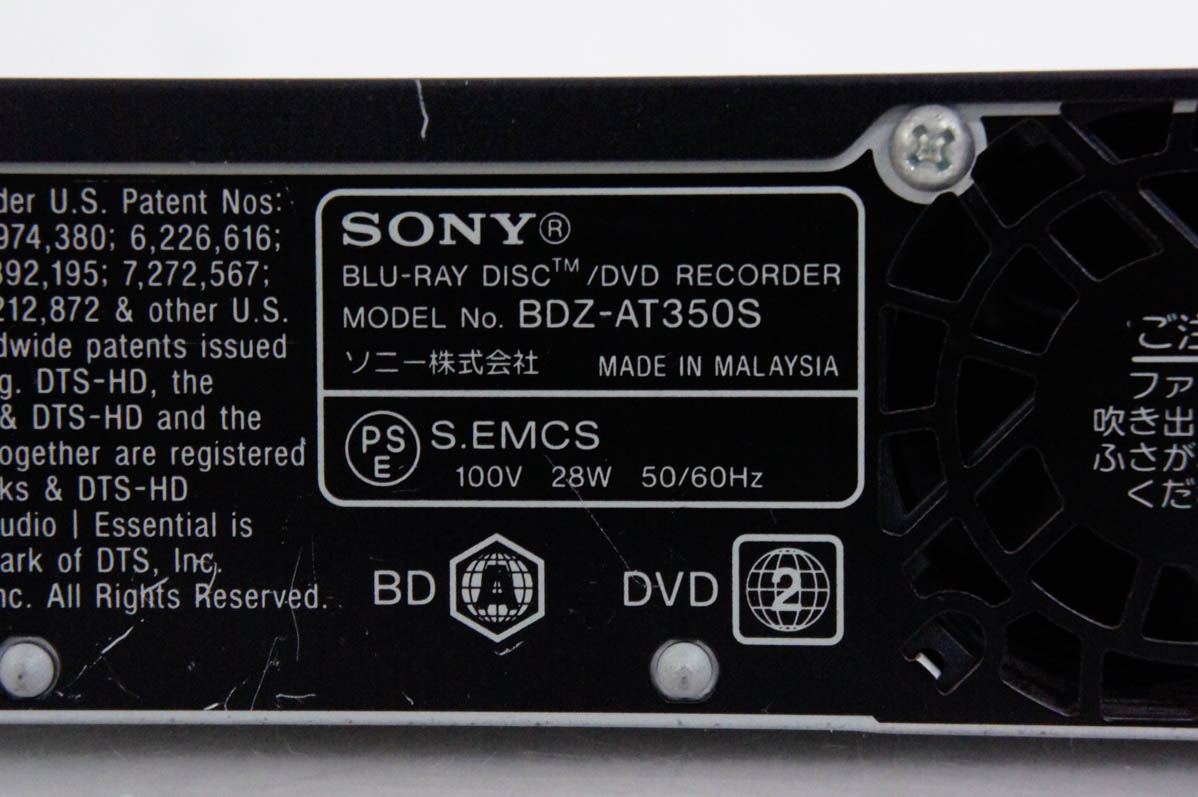 der U.S. Patent Nos:
974,380; 6,226,616;
392,195; 7,272,567;
212,872 & other U.S.
dwide patents issued
g. DTS-HD, the
& DTS-HD and the
ogether are registered
ks & DTS-HD
udio | Essential is
ark of DTS, Inc.
nc. All Rights Reserved.
SONY®
BLU-RAY DISC™/DVD RECORDER
MODEL No. BDZ-AT350S
ソニー株式会社 MADE IN MALAYSIA
PSE S.EMCS
100V 28W 50/60Hz
BD A DVD 2
ご注
ファ
吹き出
ふさが
くだ